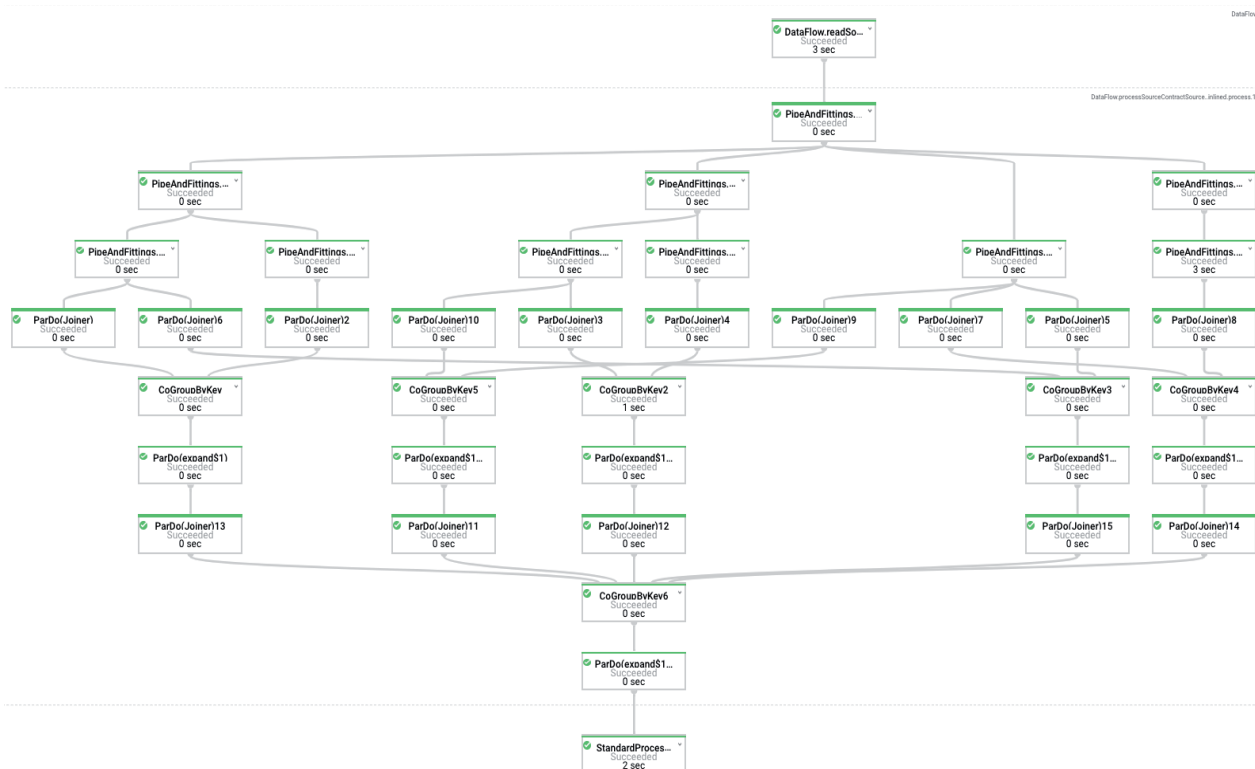 DataFlow
DataFlow.readSo...
Succeeded
3 sec
DataFlow.processSourceContractSource..inlined.process.1
PipeAndFittings....
Succeeded
0 sec
PipeAndFittings....
Succeeded
0 sec
PipeAndFittings....
Succeeded
0 sec
PipeAndFittings....
Succeeded
0 sec
PipeAndFittings....
Succeeded
0 sec
PipeAndFittings....
Succeeded
0 sec
PipeAndFittings....
Succeeded
0 sec
PipeAndFittings....
Succeeded
0 sec
PipeAndFittings....
Succeeded
0 sec
PipeAndFittings....
Succeeded
3 sec
ParDo(Joiner)
Succeeded
0 sec
ParDo(Joiner)6
Succeeded
0 sec
ParDo(Joiner)2
Succeeded
0 sec
ParDo(Joiner)10
Succeeded
0 sec
ParDo(Joiner)3
Succeeded
0 sec
ParDo(Joiner)4
Succeeded
0 sec
ParDo(Joiner)9
Succeeded
0 sec
ParDo(Joiner)7
Succeeded
0 sec
ParDo(Joiner)5
Succeeded
0 sec
ParDo(Joiner)8
Succeeded
0 sec
CoGroupByKey
Succeeded
0 sec
CoGroupByKey5
Succeeded
0 sec
CoGroupByKey2
Succeeded
1 sec
CoGroupByKey3
Succeeded
0 sec
CoGroupByKey4
Succeeded
0 sec
ParDo(expand$1)
Succeeded
0 sec
ParDo(expand$1...
Succeeded
0 sec
ParDo(expand$1...
Succeeded
0 sec
ParDo(expand$1...
Succeeded
0 sec
ParDo(expand$1...
Succeeded
0 sec
ParDo(Joiner)13
Succeeded
0 sec
ParDo(Joiner)11
Succeeded
0 sec
ParDo(Joiner)12
Succeeded
0 sec
ParDo(Joiner)15
Succeeded
0 sec
ParDo(Joiner)14
Succeeded
0 sec
CoGroupByKey6
Succeeded
0 sec
ParDo(expand$1...
Succeeded
0 sec
StandardProces...
Succeeded
2 sec